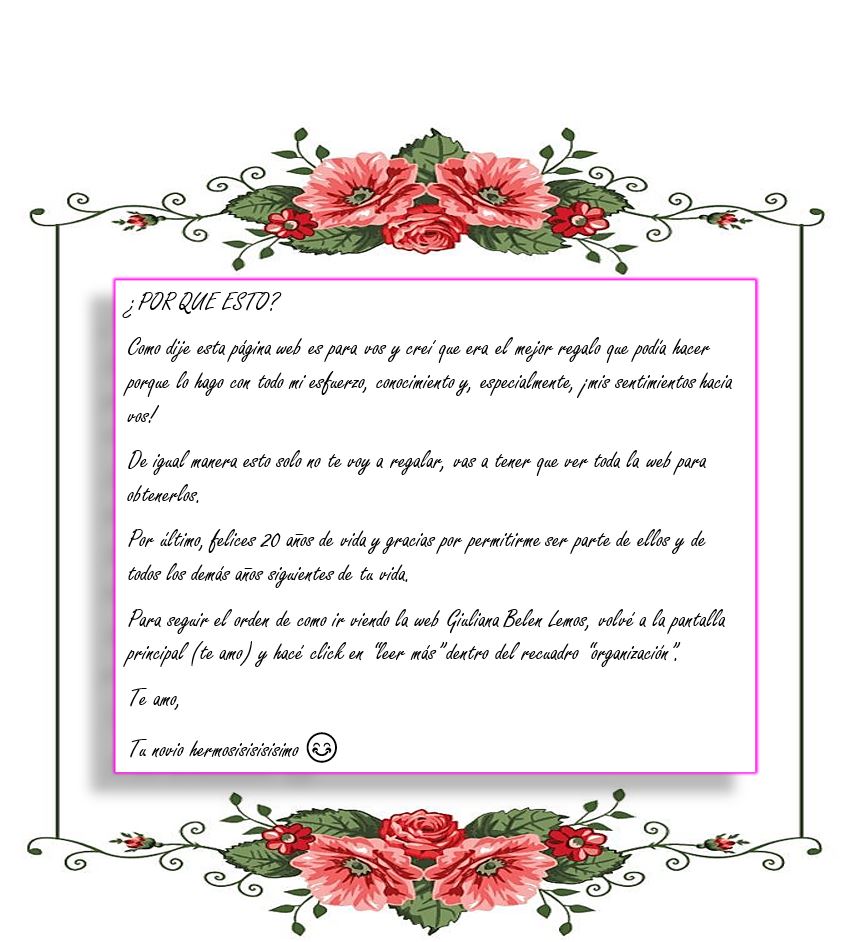 ¿POR QUE ESTO?
Como dije esta página web es para vos y creí que era el mejor regalo que podía hacer
porque lo hago con todo mi esfuerzo, conocimiento y, especialmente, ¡mis sentimientos hacia
vos!
De igual manera esto solo no te voy a regalar, vas a tener que ver toda la web para
obtenerlos.
Por último, felices 20 años de vida y gracias por permitirme ser parte de ellos y de
todos los demás años siguientes de tu vida.
Para seguir el orden de como ir viendo la web Giuliana Belen Lemos, volvé a la pantalla
principal (te amo) y hacé click en “leer más” dentro del recuadro “organización”.
Te amo,
Tu novio hermosisisisisimo 😊